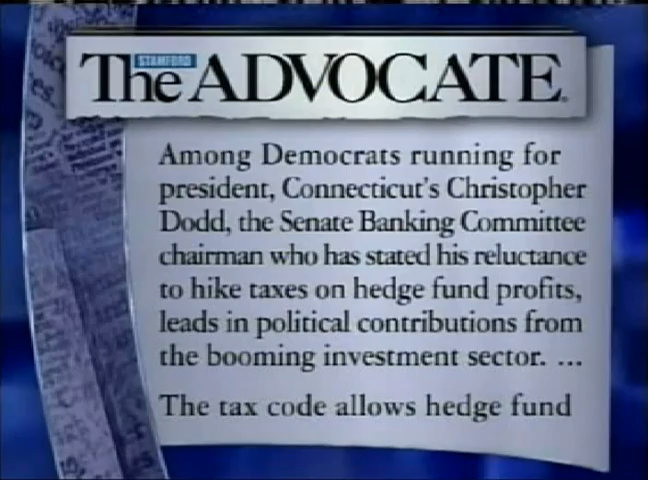 STAMFORD
The ADVOCATE.
Among Democrats running for
president, Connecticut's Christopher
Dodd, the Senate Banking Committee
chairman who has stated his reluctance
to hike taxes on hedge fund profits,
leads in political contributions from
the booming investment sector. ...
The tax code allows hedge fund